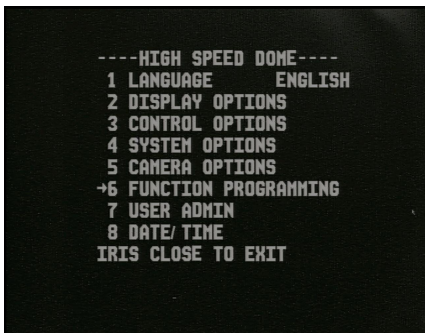 ----HIGH SPEED DOME----
1 LANGUAGE ENGLISH
2 DISPLAY OPTIONS
3 CONTROL OPTIONS
4 SYSTEM OPTIONS
5 CAMERA OPTIONS
→6 FUNCTION PROGRAMMING
7 USER ADMIN
8 DATE/ TIME
IRIS CLOSE TO EXIT